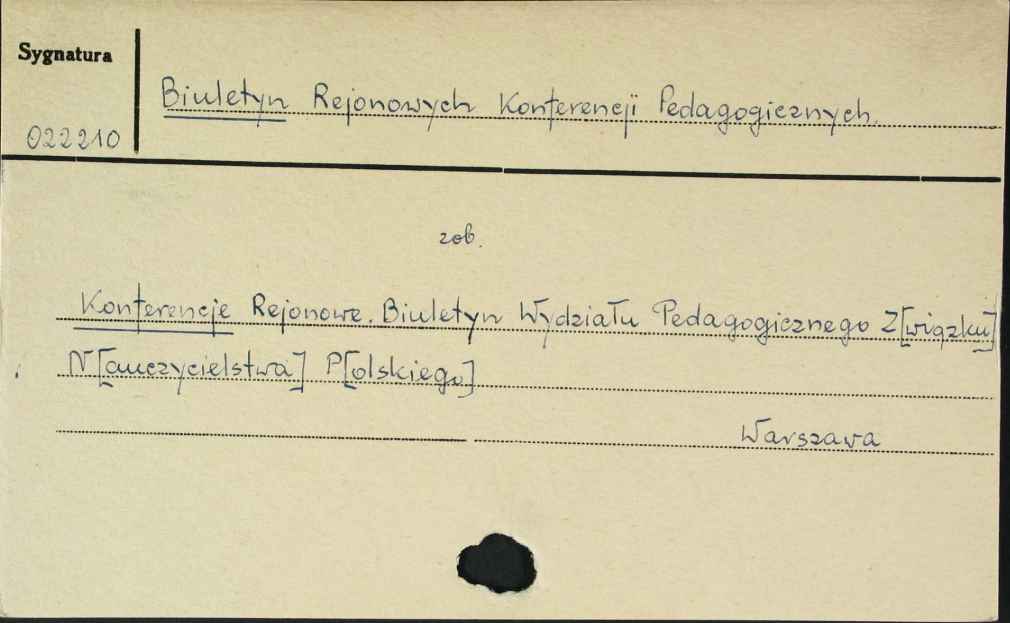 Sygnatura
Biuletyn Rejonowych Konferencji Pedagogicznych.
022210
zob.
Konferencje Rejonowe. Biuletyn Wydziału Pedagogicznego Z[wiązku]
N[auczycielstwa] P[olskiego]
Warszawa